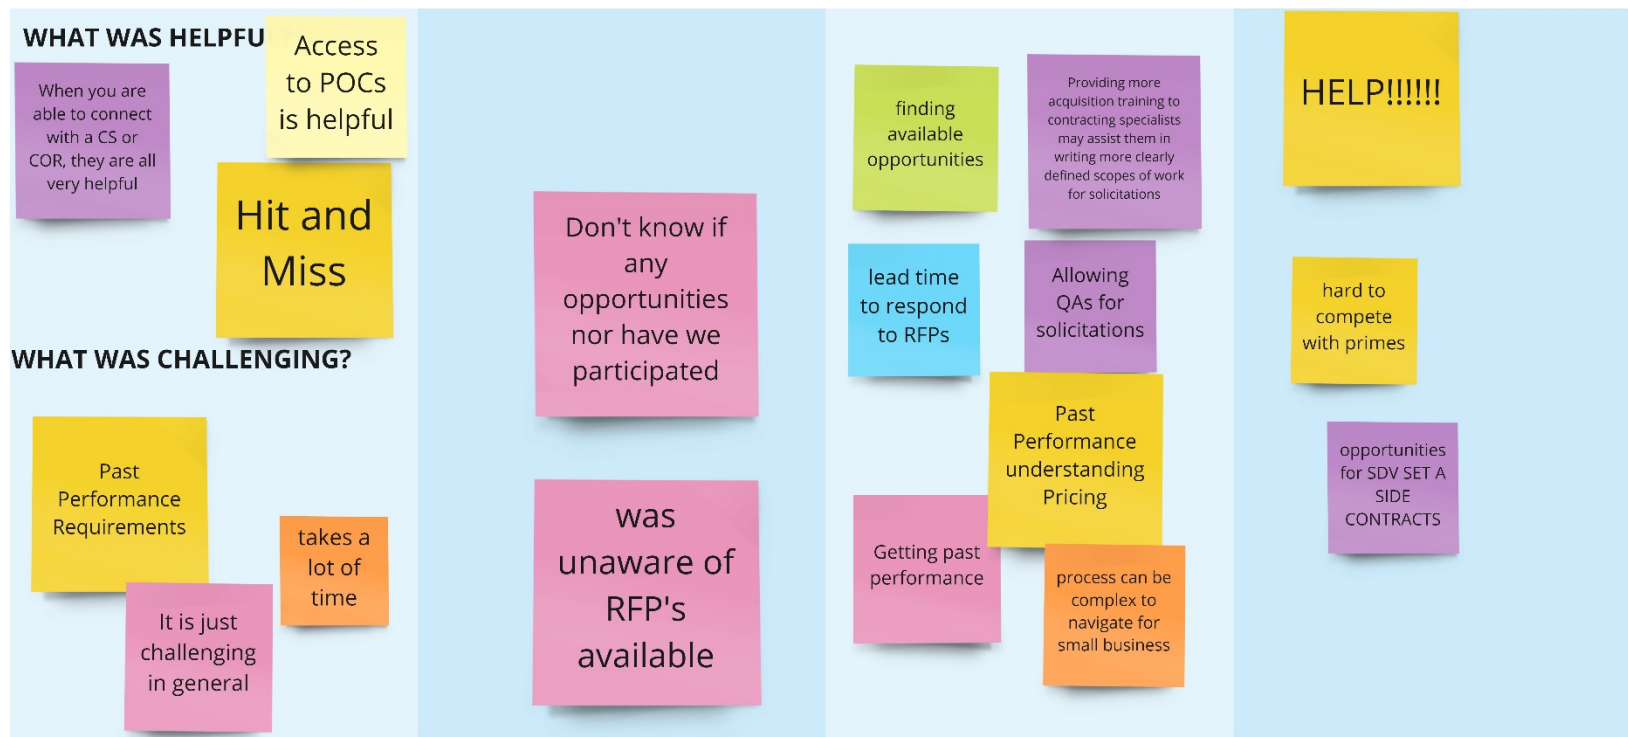 WHAT WAS HELPFU
Access
to POCs
is helpful
When you are
able to connect
with a CS or
COR, they are all
very helpful
Hit and
Miss
WHAT WAS CHALLENGING?
Past
Performance
Requirements
takes a
lot of
time
It is just
challenging
in general
Don't know if
any
opportunities
nor have we
participated
was
unaware of
RFP's
available
finding
available
opportunities
Providing more
acquisition training to
contracting specialists
may assist them in
writing more clearly
defined scopes of work
for solicitations
lead time
to respond
to RFPs
Allowing
QAs for
solicitations
Past
Performance
understanding
Pricing
Getting past
performance
process can be
complex to
navigate for
small business
HELP!!!!!!
hard to
compete
with primes
opportunities
for SDV SET A
SIDE
CONTRACTS